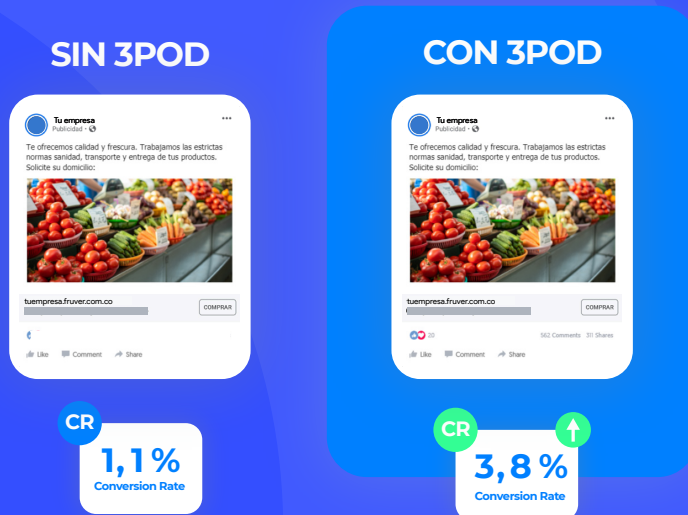 SIN 3POD
Tu empresa
Publicidad
Te ofrecemos calidad y frescura. Trabajamos las estrictas
normas sanidad, transporte y entrega de tus productos.
Solicite su domicilio:
tuempresa.fruver.com.co
COMPRAR
Like Comment Share
CR
1,1 %
Conversion Rate
CON 3POD
Tu empresa
Publicidad
Te ofrecemos calidad y frescura. Trabajamos las estrictas
normas sanidad, transporte y entrega de tus productos.
Solicite su domicilio:
tuempresa.fruver.com.co
COMPRAR
20 562 Comments 311 Shares
Like Comment Share
CR
3,8 %
Conversion Rate